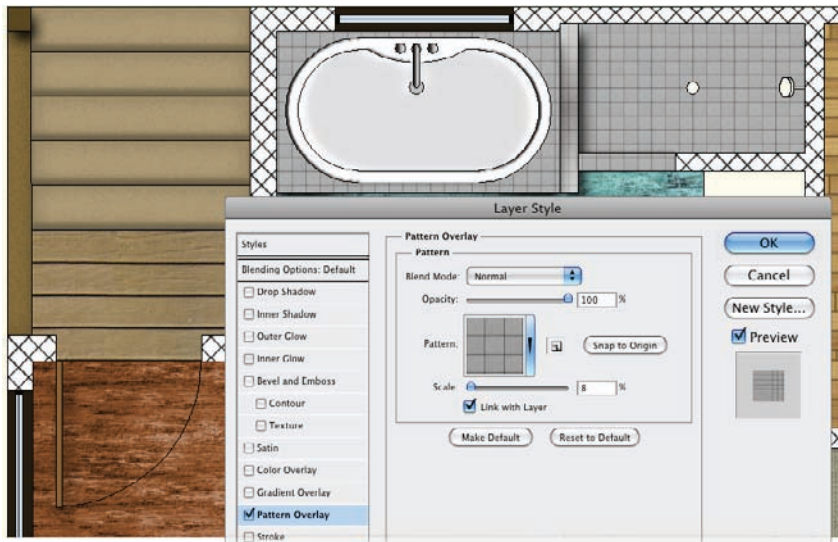 Layer Style
Styles
Blending Options: Default
Drop Shadow
Inner Shadow
Outer Glow
Inner Glow
Bevel and Emboss
Contour
Texture
Satin
Color Overlay
Gradient Overlay
Pattern Overlay
Stroke
Pattern Overlay
Pattern
Blend Mode: Normal
Opacity: 100 %
Pattern: Snap to Origin
Scale: 8 %
Link with Layer
Make Default Reset to Default
OK
Cancel
New Style...
Preview